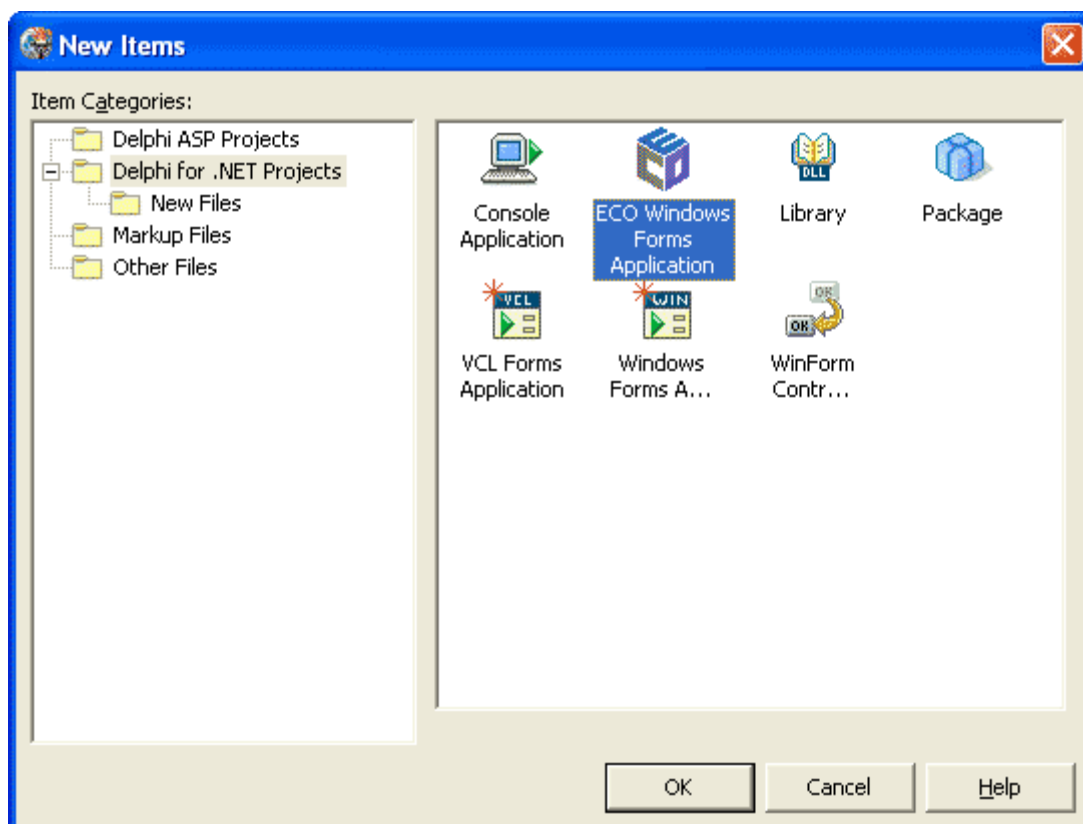 New Items
Item Categories:
Delphi ASP Projects
Delphi for .NET Projects
New Files
Markup Files
Other Files
ECO
DLL
Console
Application
ECO Windows
Forms
Application
Library
Package
VCL
WIN
OK
OK
VCL Forms
Application
Windows
Forms A...
WinForm
Contr...
OK
Cancel
Help